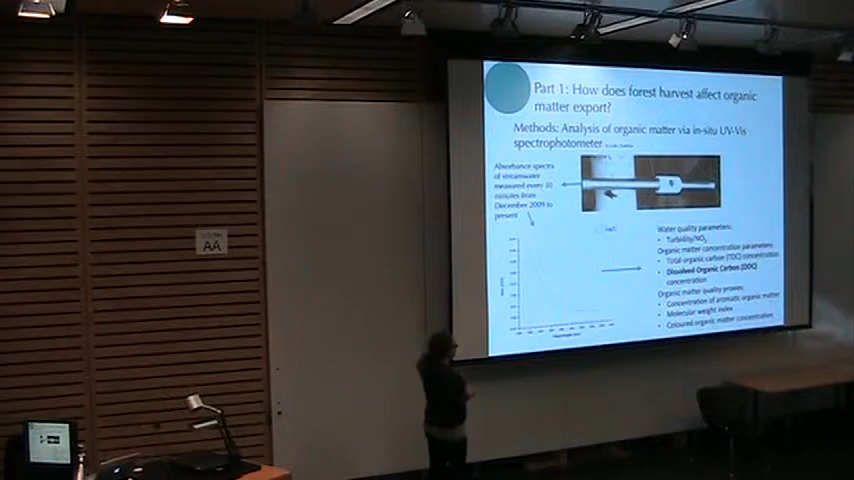 Part 1: How does forest harvest affect organic
matter export?
Methods: Analysis of organic matter via in-situ UV-Vis
spectrophotometer
Absorbance spectra
of streamwater
measured every 30
minutes from
December 2009 to
present
Water quality parameters:
• Turbidity/NO3
Organic matter concentration parameters
• Total organic carbon (TOC) concentration
• Dissolved Organic Carbon (DOC)
concentration
Organic matter quality proxies:
• Concentration of aromatic organic matter
• Molecular weight index
• Coloured organic matter concentration
AA